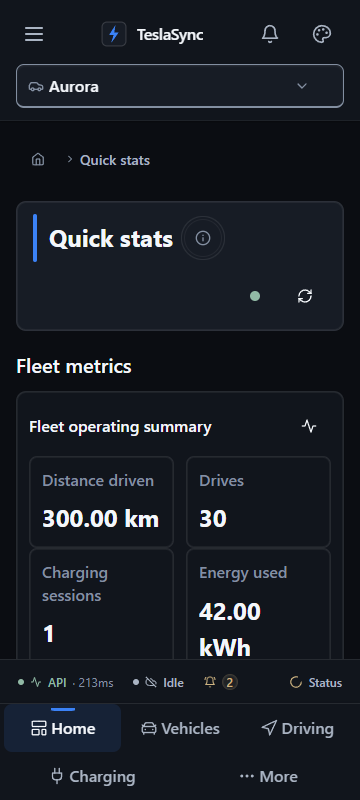 TeslaSync
Aurora
Quick stats
Quick stats
Fleet metrics
Fleet operating summary
Distance driven
300.00 km
Drives
30
Charging
sessions
1
Energy used
42.00
kWh
API · 213ms
Idle
2
Status
Home
Vehicles
Driving
Charging
More